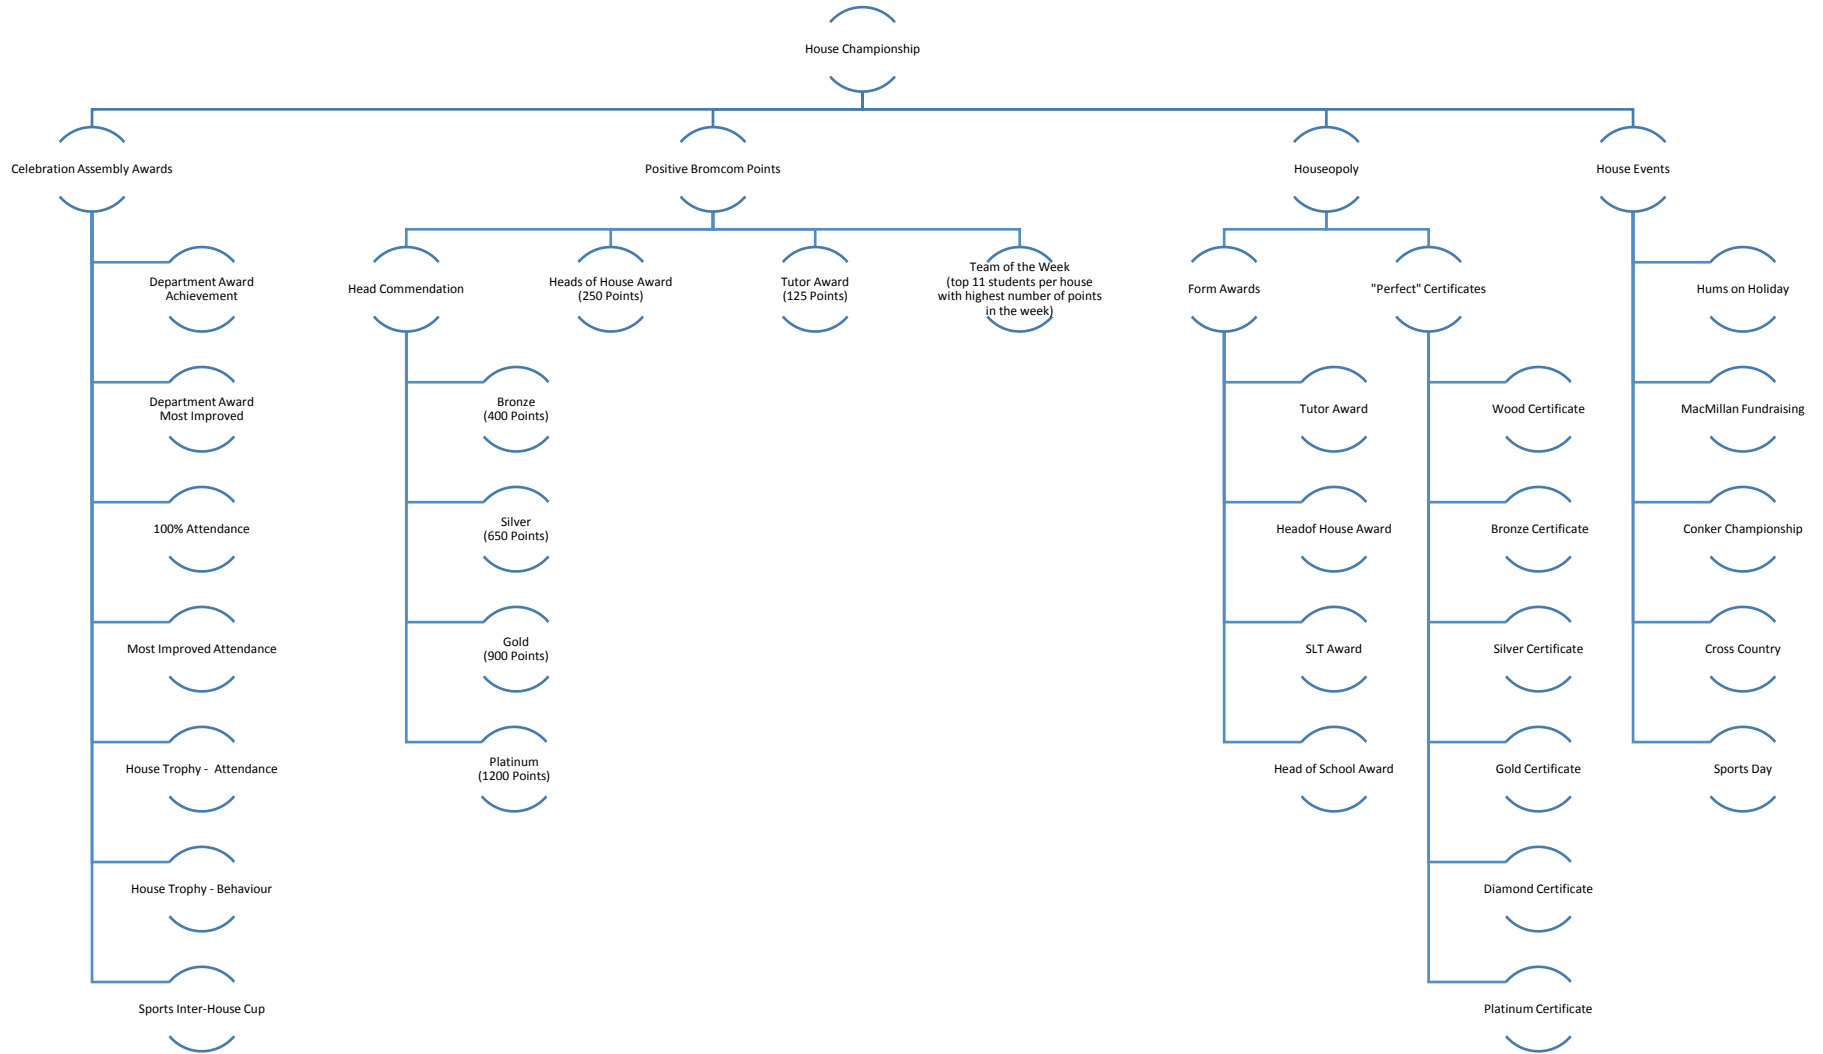 House Championship
Celebration Assembly Awards
Positive Bromcom Points
Houseopoly
House Events
Department Award
Achievement
Department Award
Most Improved
100% Attendance
Most Improved Attendance
House Trophy -  Attendance
House Trophy - Behaviour
Sports Inter-House Cup
Head Commendation
Bronze
(400 Points)
Silver
(650 Points)
Gold
(900 Points)
Platinum
(1200 Points)
Heads of House Award
(250 Points)
Tutor Award
(125 Points)
Team of the Week
(top 11 students per house
with highest number of points
in the week)
Form Awards
Tutor Award
Headof House Award
SLT Award
Head of School Award
"Perfect" Certificates
Wood Certificate
Bronze Certificate
Silver Certificate
Gold Certificate
Diamond Certificate
Platinum Certificate
Hums on Holiday
MacMillan Fundraising
Conker Championship
Cross Country
Sports Day